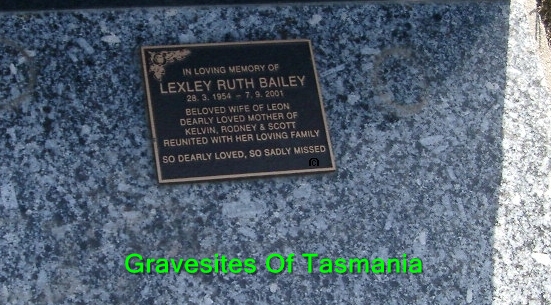 IN LOVING MEMORY OF
LEXLEY RUTH BAILEY
28. 3. 1954 – 7. 9. 2001
BELOVED WIFE OF LEON
DEARLY LOVED MOTHER OF
KELVIN, RODNEY & SCOTT
REUNITED WITH HER LOVING FAMILY
SO DEARLY LOVED, SO SADLY MISSED
Gravesites Of Tasmania